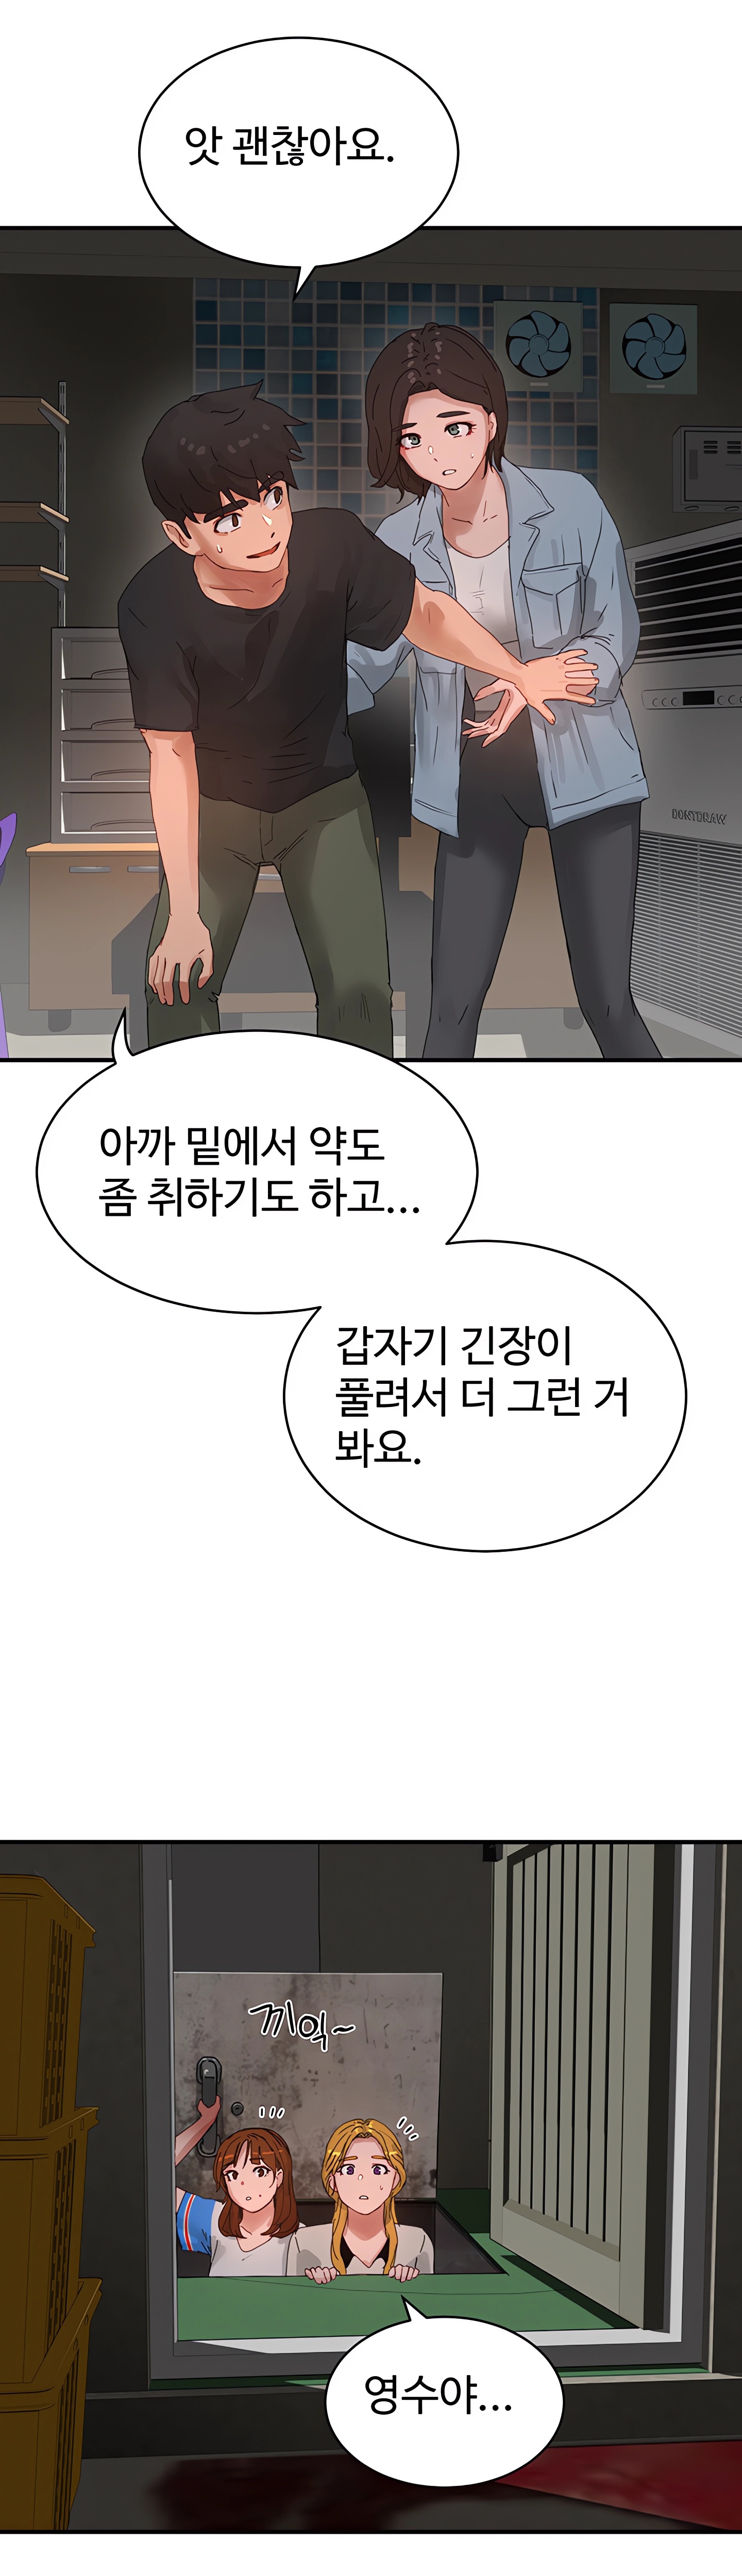 앗 괜찮아요.
DONTDRAW
아까 밑에서 약도
좀 취하기도 하고...
갑자기 긴장이
풀려서 더 그런 거
봐요.
끼익~
영수야...